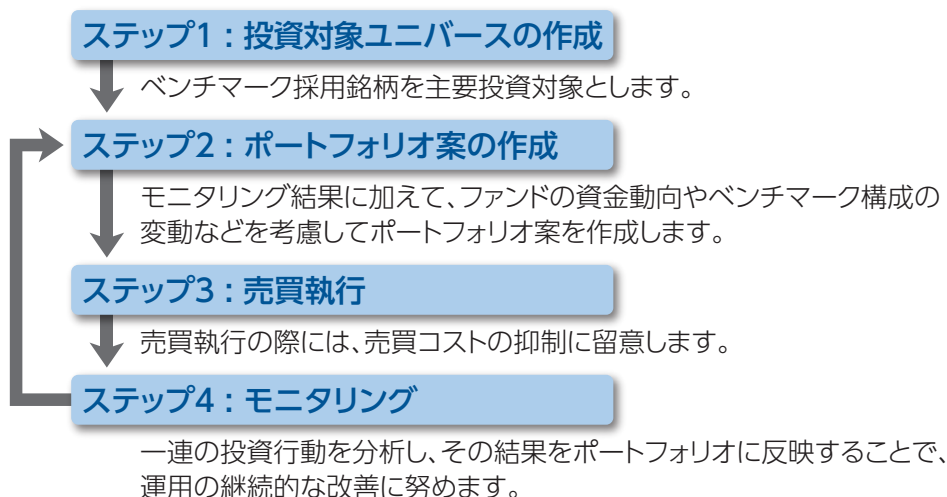 ステップ1：投資対象ユニバースの作成
ベンチマーク採用銘柄を主要投資対象とします。
ステップ2：ポートフォリオ案の作成
モニタリング結果に加えて、ファンドの資金動向やベンチマーク構成の
変動などを考慮してポートフォリオ案を作成します。
ステップ3：売買執行
売買執行の際には、売買コストの抑制に留意します。
ステップ4：モニタリング
一連の投資行動を分析し、その結果をポートフォリオに反映することで、
運用の継続的な改善に努めます。